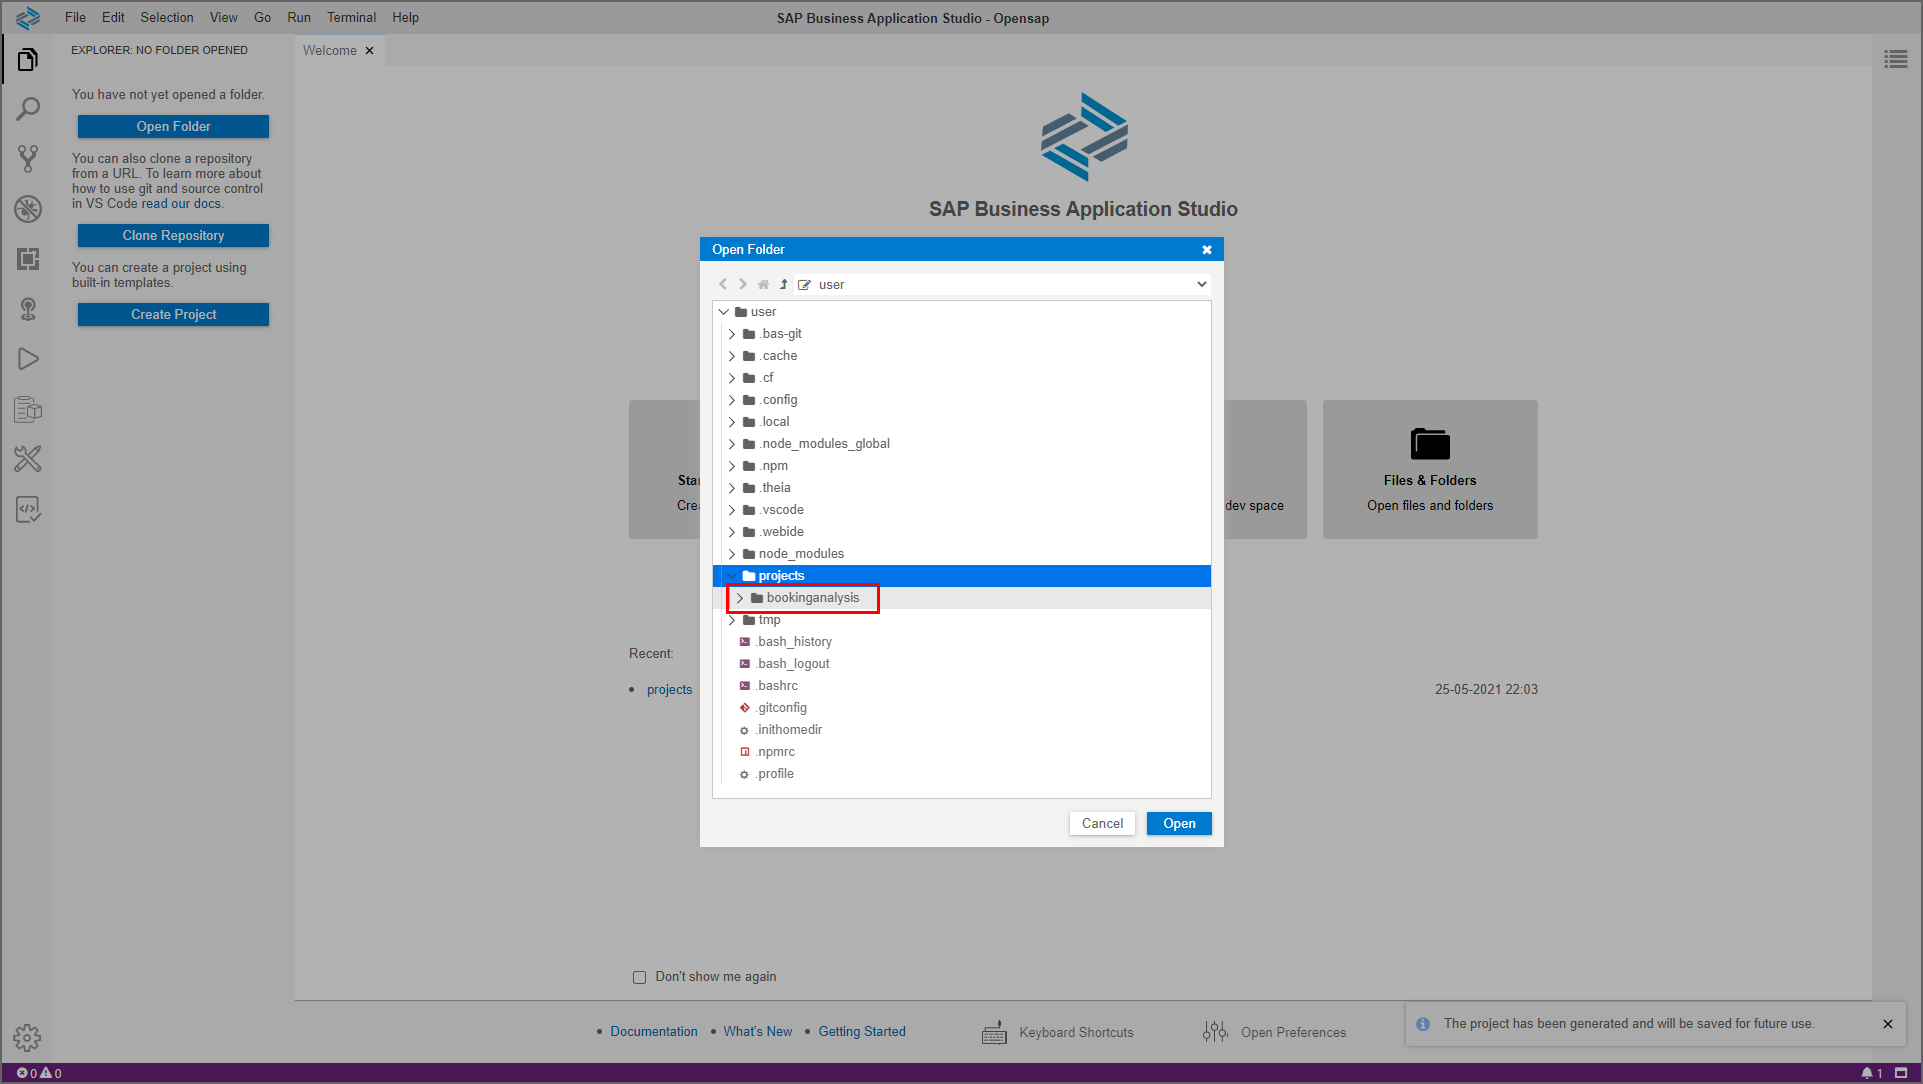 File Edit Selection View Go Run Terminal Help
SAP Business Application Studio - Opensap
EXPLORER: NO FOLDER OPENED
Welcome
You have not yet opened a folder.
Open Folder
You can also clone a repository
from a URL. To learn more about
how to use git and source control
in VS Code read our docs.
Clone Repository
You can create a project using
built-in templates.
Create Project
SAP Business Application Studio
Open Folder
user
user
.bas-git
.cache
.cf
.config
.local
.node_modules_global
.npm
.theia
.vscode
.webide
node_modules
projects
bookinganalysis
tmp
.bash_history
.bash_logout
.bashrc
.gitconfig
.inithomedir
.npmrc
.profile
Cancel
Open
dev space
Files & Folders
Open files and folders
Recent:
projects
25-05-2021 22:03
Don't show me again
Documentation
What's New
Getting Started
Keyboard Shortcuts
Open Preferences
The project has been generated and will be saved for future use.
0 0
1